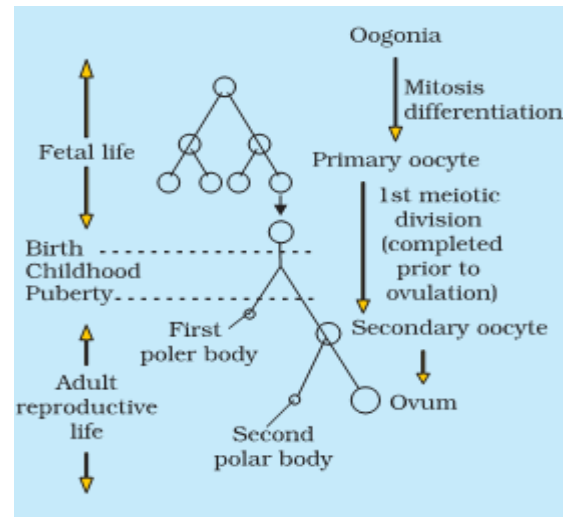 Oogonia
Mitosis
differentiation
Fetal life
Primary oocyte
1st meiotic
division
(completed
prior to
ovulation)
Birth
Childhood
Puberty
First
poler body
Secondary oocyte
Adult
reproductive
life
Ovum
Second
polar body